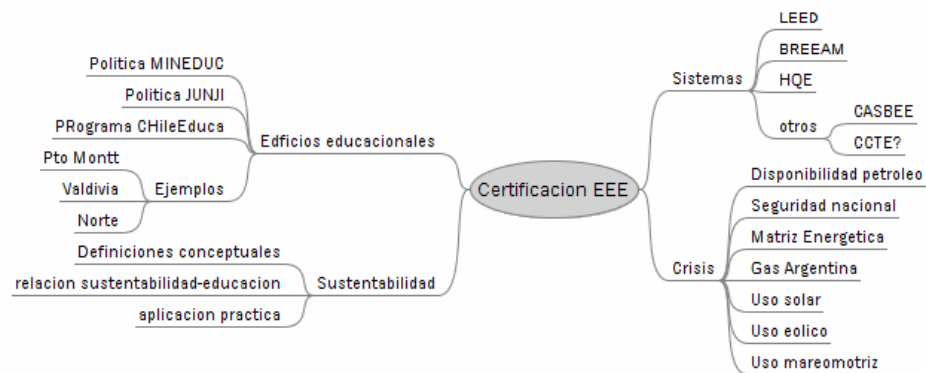 Certificacion EEE
Edficios educacionales
Politica MINEDUC
Politica JUNJI
PRograma CHileEduca
Ejemplos
Pto Montt
Valdivia
Norte
Sustentabilidad
Definiciones conceptuales
relacion sustentabilidad-educacion
aplicacion practica
Sistemas
LEED
BREEAM
HQE
otros
CASBEE
CCTE?
Crisis
Disponibilidad petroleo
Seguridad nacional
Matriz Energetica
Gas Argentina
Uso solar
Uso eolico
Uso mareomotriz